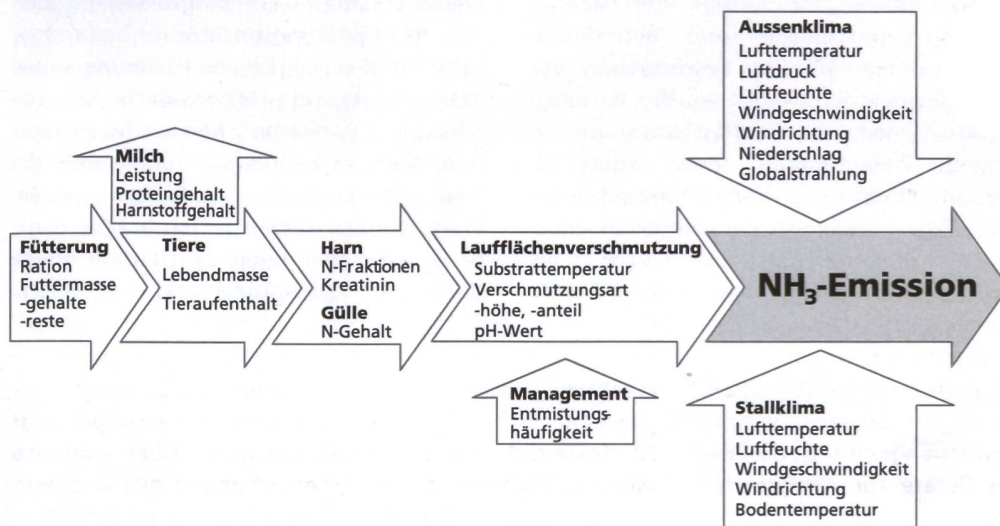 Aussenklima
Lufttemperatur
Luftdruck
Luftfeuchte
Windgeschwindigkeit
Windrichtung
Niederschlag
Globalstrahlung
Milch
Leistung
Proteingehalt
Harnstoffgehalt
Fütterung
Ration
Futtermasse
-gehalte
-reste
Tiere
Lebendmasse
Tieraufenthalt
Harn
N-Fraktionen
Kreatinin
Gülle
N-Gehalt
Laufflächenverschmutzung
Substrattemperatur
Verschmutzungsart
-höhe, -anteil
pH-Wert
NH₃-Emission
Management
Entmistungs-
häufigkeit
Stallklima
Lufttemperatur
Luftfeuchte
Windgeschwindigkeit
Windrichtung
Bodentemperatur